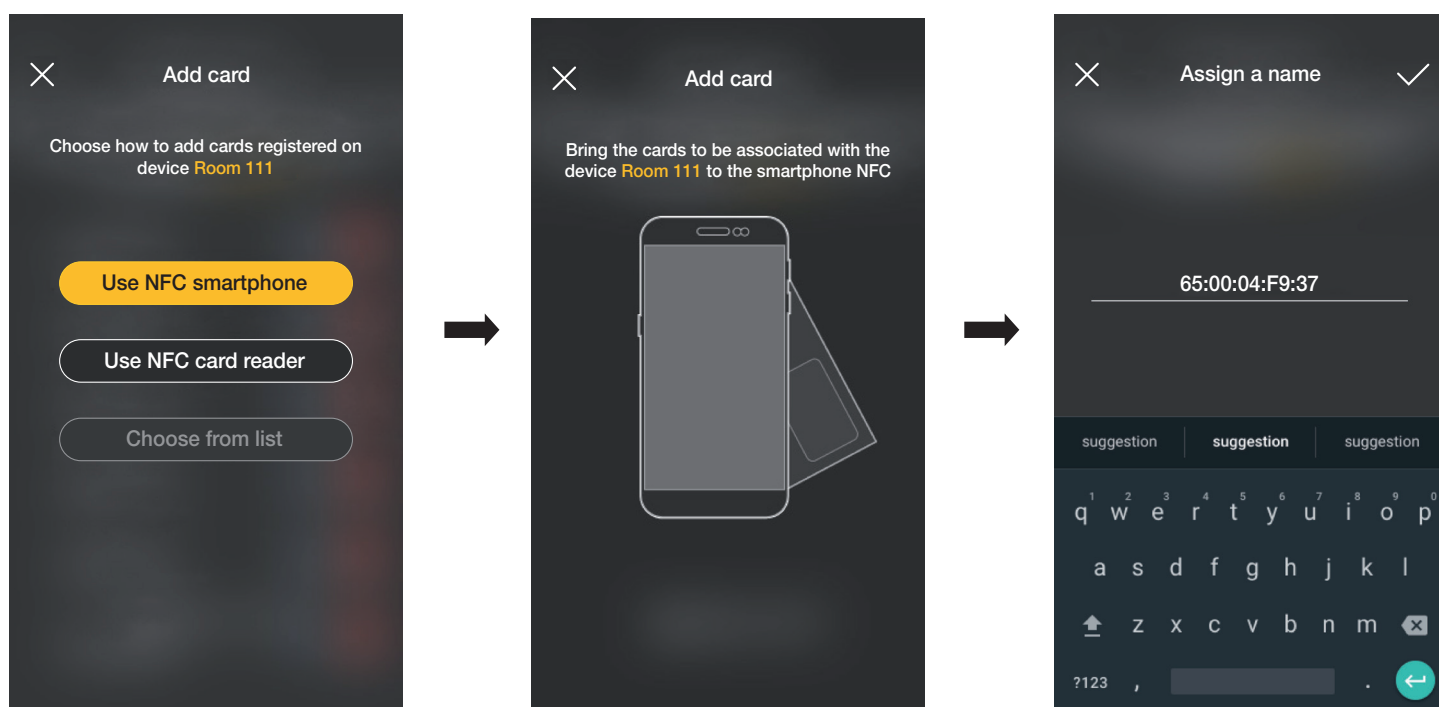 Add card
Choose how to add cards registered on
device Room 111
Use NFC smartphone
Use NFC card reader
Choose from list
Add card
Bring the cards to be associated with the
device Room 111 to the smartphone NFC
Assign a name
65:00:04:F9:37
suggestion suggestion suggestion
1 2 3 4 5 6 7 8 9 0
q w e r t y u i o p
a s d f g h j k l
z x c v b n m
?123 , .